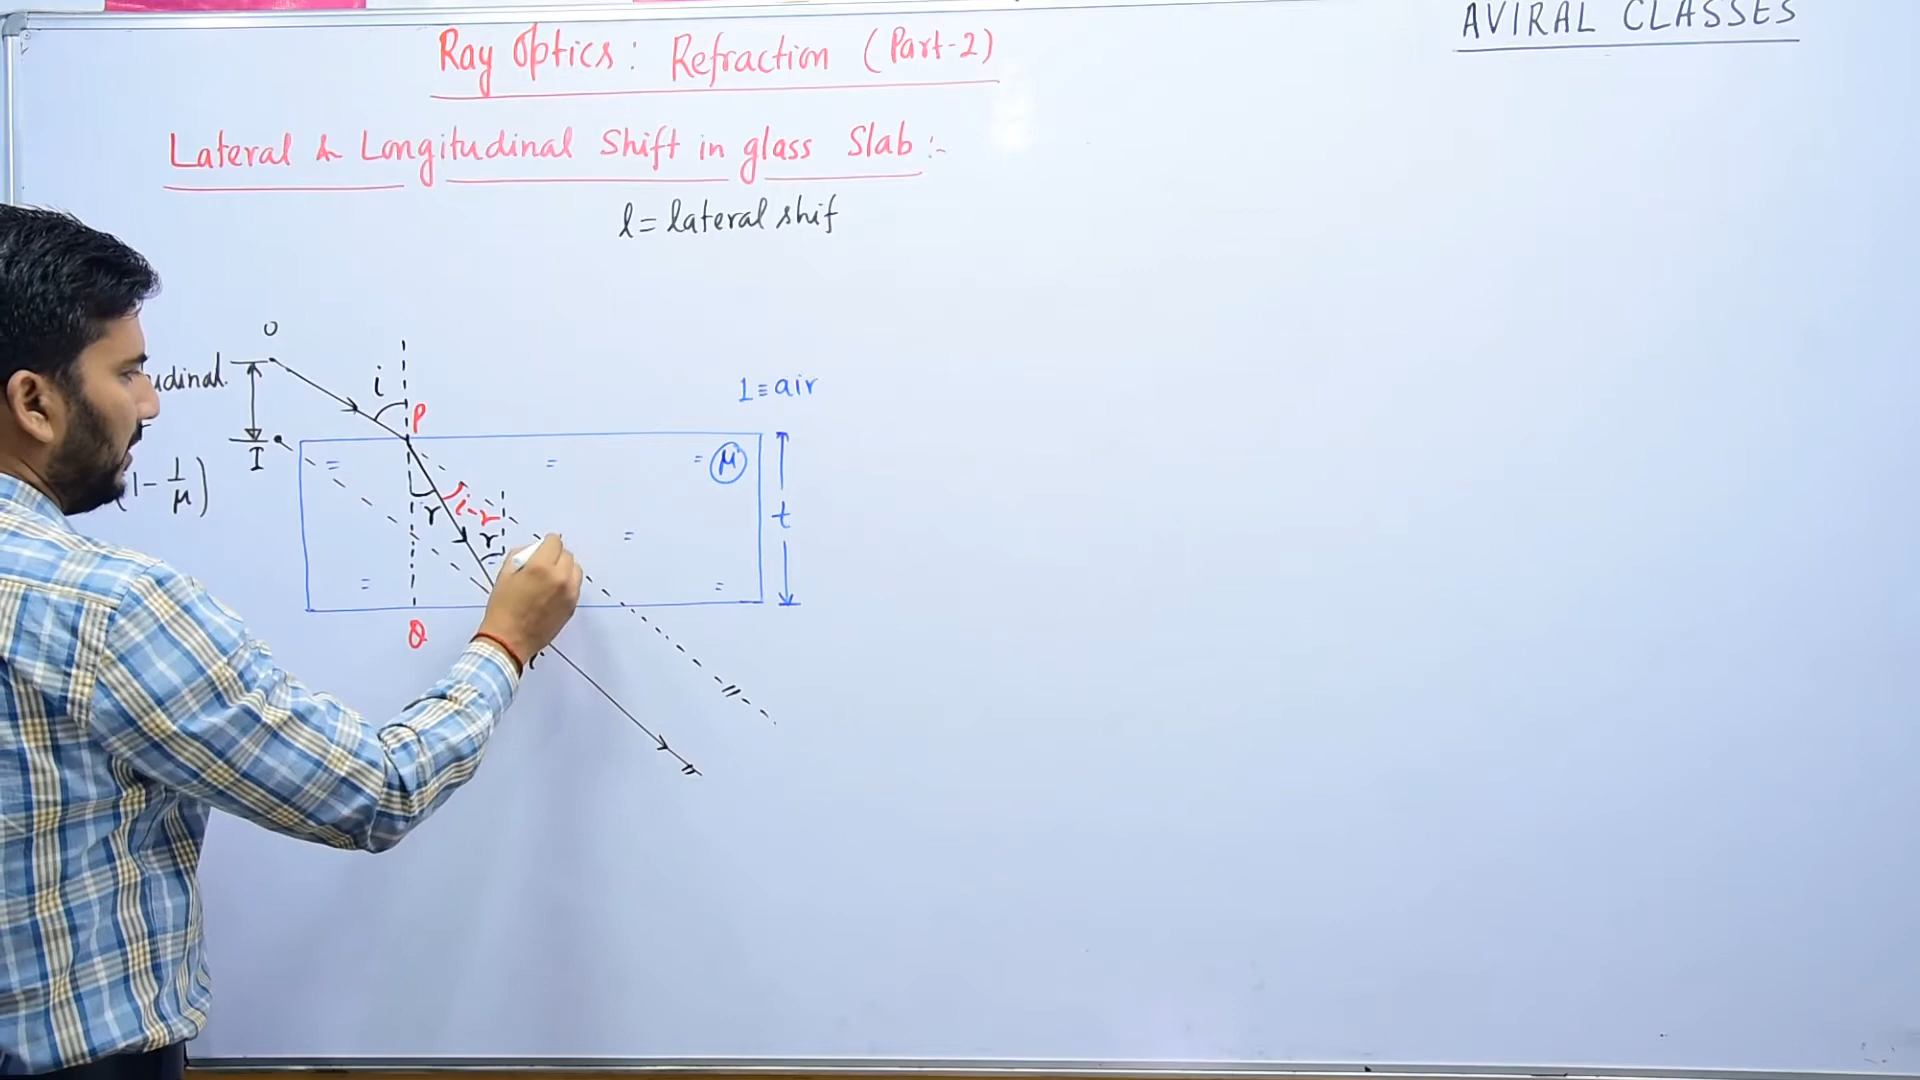 AVIRAL CLASSES
Ray Optics: Refraction (Part-2)
Lateral & Longitudinal Shift in glass Slab :-
l = lateral shif
O
udinal.
i
P
1 ≡ air
I
μ
(1 - 1/μ)
r
i-r
r
t
Q
i